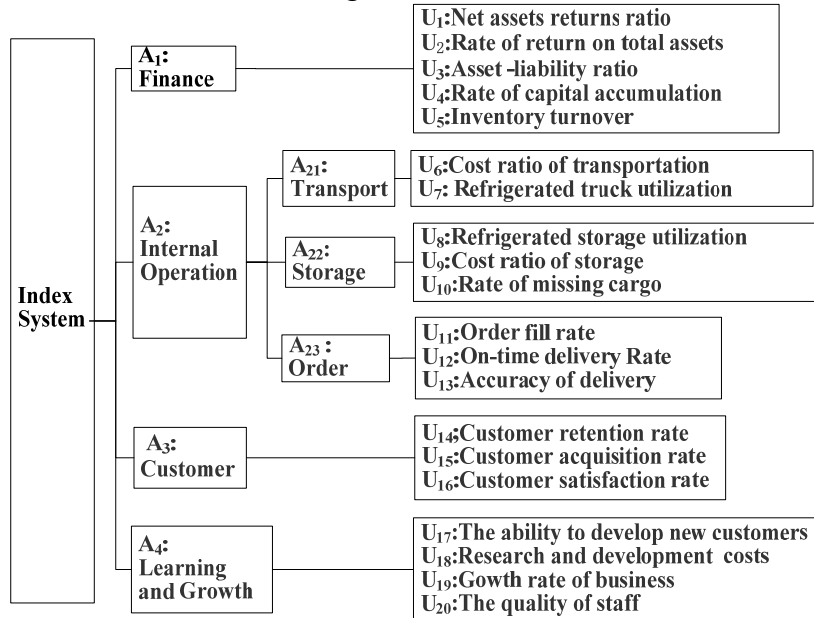 Index
System
A₁:
Finance
U₁:Net assets returns ratio
U₂:Rate of return on total assets
U₃:Asset -liability ratio
U₄:Rate of capital accumulation
U₅:Inventory turnover
A₂:
Internal
Operation
A₂₁:
Transport
U₆:Cost ratio of transportation
U₇: Refrigerated truck utilization
A₂₂:
Storage
U₈:Refrigerated storage utilization
U₉:Cost ratio of storage
U₁₀:Rate of missing cargo
A₂₃:
Order
U₁₁:Order fill rate
U₁₂:On-time delivery Rate
U₁₃:Accuracy of delivery
A₃:
Customer
U₁₄;Customer retention rate
U₁₅:Customer acquisition rate
U₁₆:Customer satisfaction rate
A₄:
Learning
and Growth
U₁₇:The ability to develop new customers
U₁₈:Research and development costs
U₁₉:Gowth rate of business
U₂₀:The quality of staff